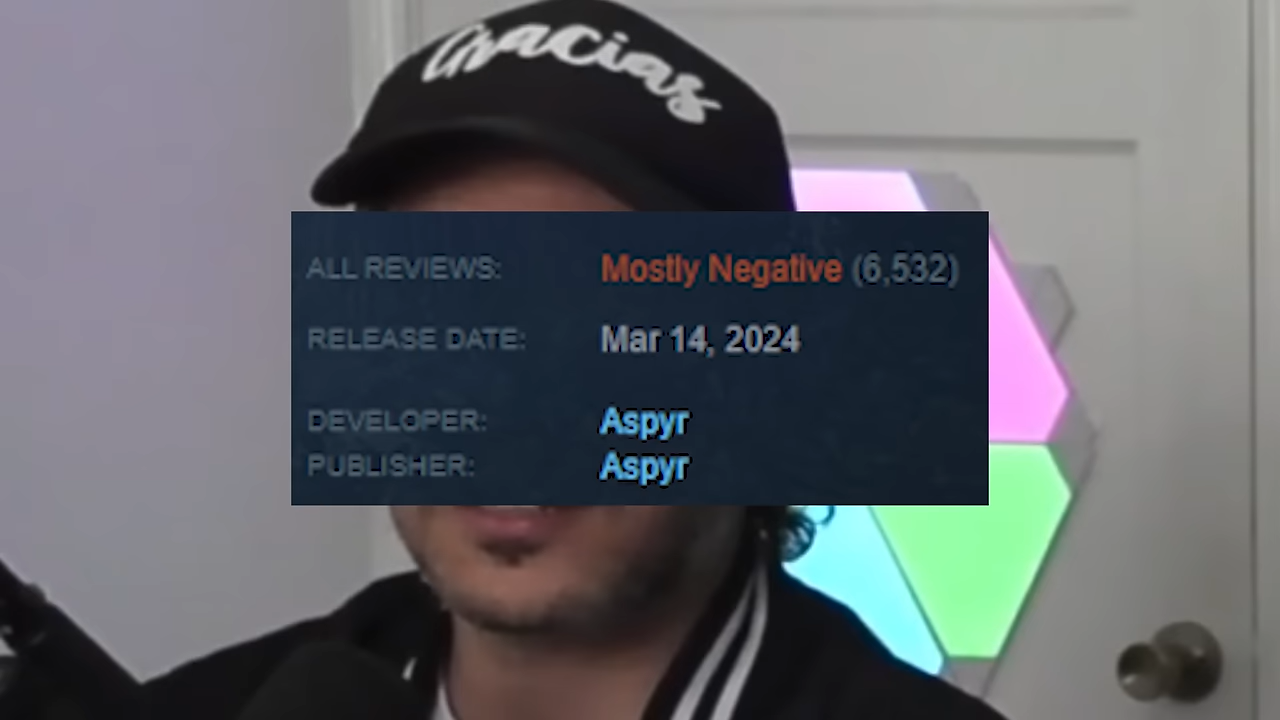 Gracias
ALL REVIEWS: Mostly Negative (6,532)
RELEASE DATE: Mar 14, 2024
DEVELOPER: Aspyr
PUBLISHER: Aspyr